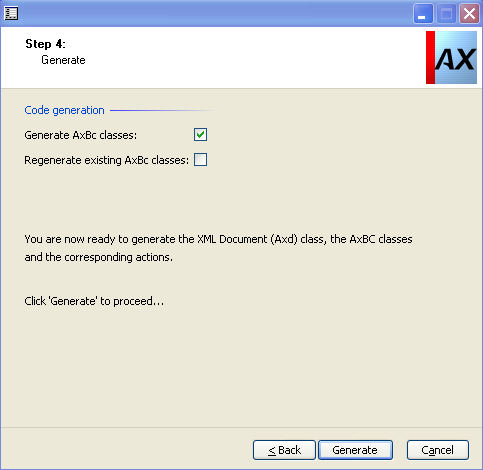 Step 4:
Generate
AX
Code generation
Generate AxBc classes:
Regenerate existing AxBc classes:
You are now ready to generate the XML Document (Axd) class, the AxBC classes
and the corresponding actions.
Click 'Generate' to proceed...
< Back
Generate
Cancel